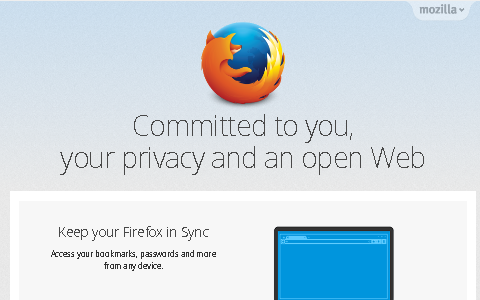 mozilla
Committed to you,
your privacy and an open Web
Keep your Firefox in Sync
Access your bookmarks, passwords and more
from any device.